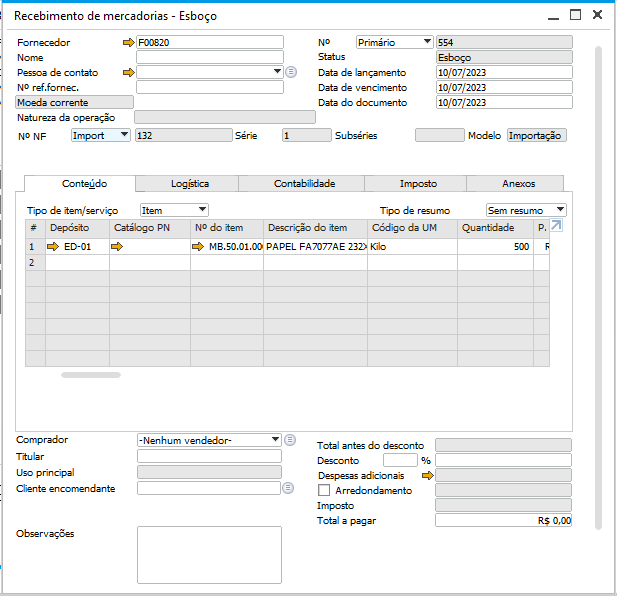 Recebimento de mercadorias - Esboço
Fornecedor F00820 Nº Primário 554
Nome Status Esboço
Pessoa de contato Data de lançamento 10/07/2023
Nº ref.fornec. Data de vencimento 10/07/2023
Moeda corrente Data do documento 10/07/2023
Natureza da operação
Nº NF Import 132 Série 1 Subséries Modelo Importação
Conteúdo Logística Contabilidade Imposto Anexos
Tipo de item/serviço Item Tipo de resumo Sem resumo
# Depósito Catálogo PN Nº do item Descrição do item Código da UM Quantidade P.
1 ED-01 MB.50.01.00 PAPEL FA7077AE 232X Kilo 500 R
2
Comprador -Nenhum vendedor- Total antes do desconto
Titular Desconto %
Uso principal Despesas adicionais
Cliente encomendante Arredondamento
Imposto
Total a pagar R$ 0,00
Observações